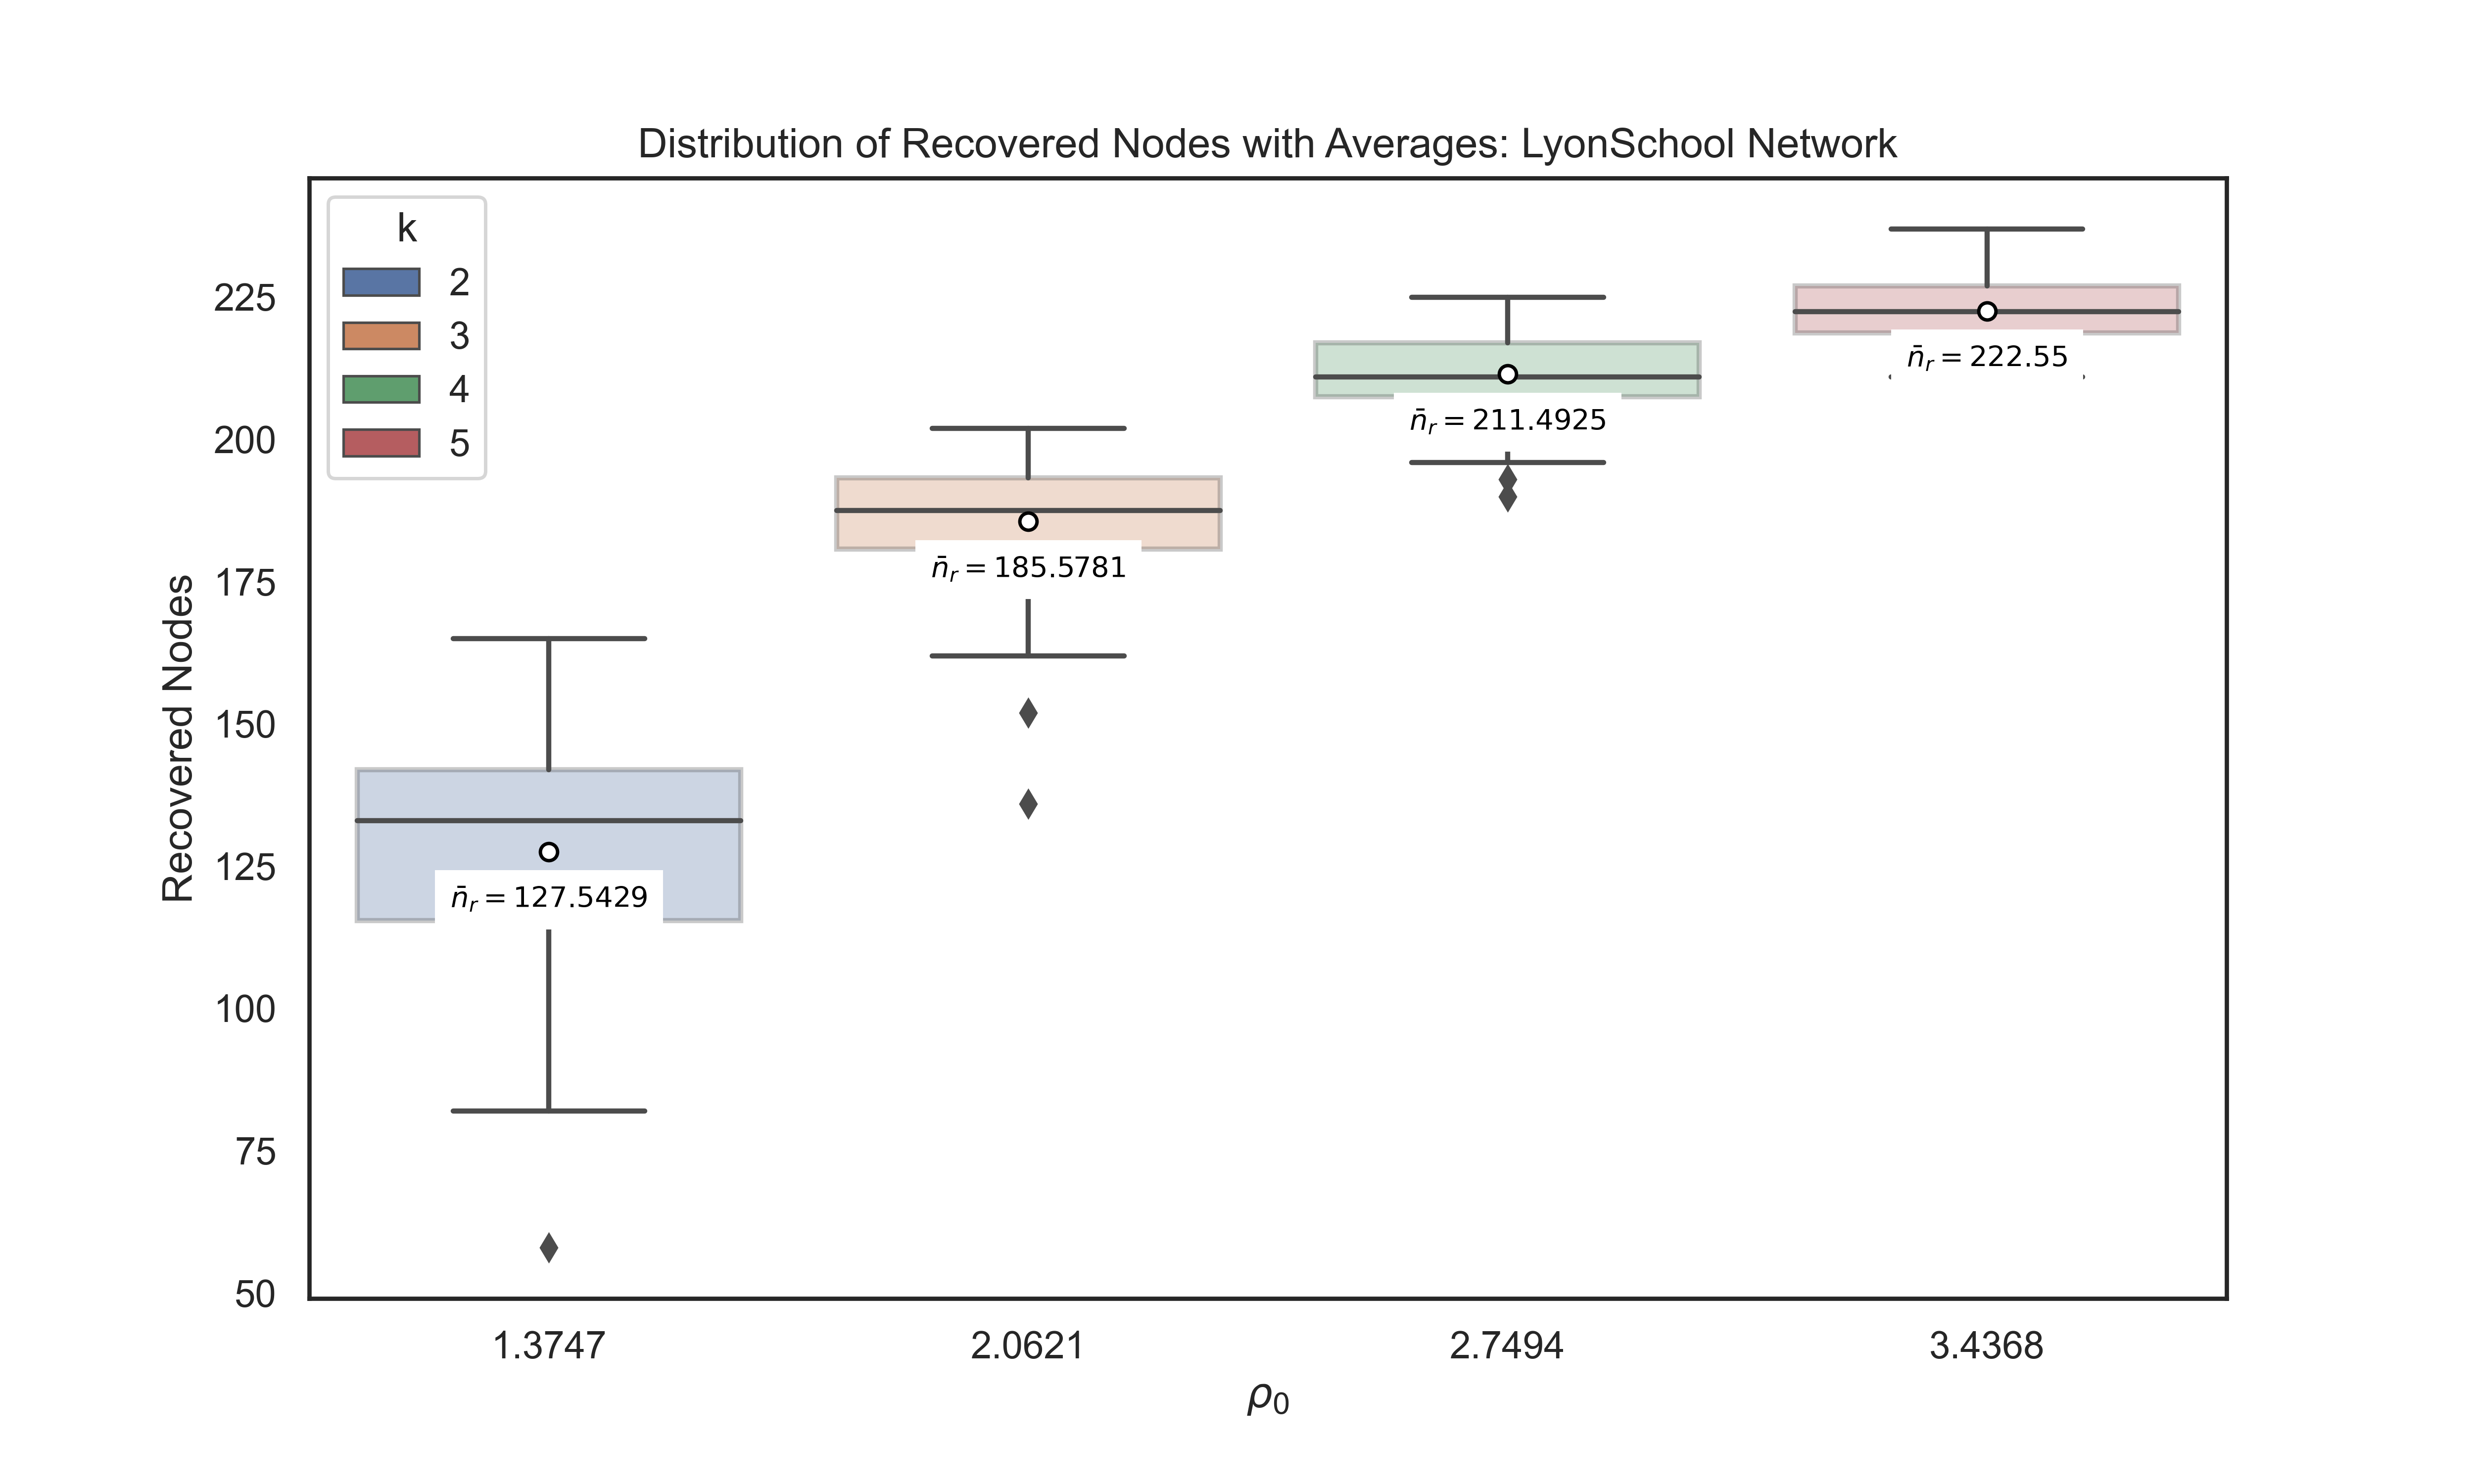 Distribution of Recovered Nodes with Averages: LyonSchool Network
k
2
3
4
5
Recovered Nodes
225
200
175
150
125
100
75
50
n̄ᵣ = 222.55
n̄ᵣ = 211.4925
n̄ᵣ = 185.5781
n̄ᵣ = 127.5429
1.3747 2.0621 2.7494 3.4368
ρ₀